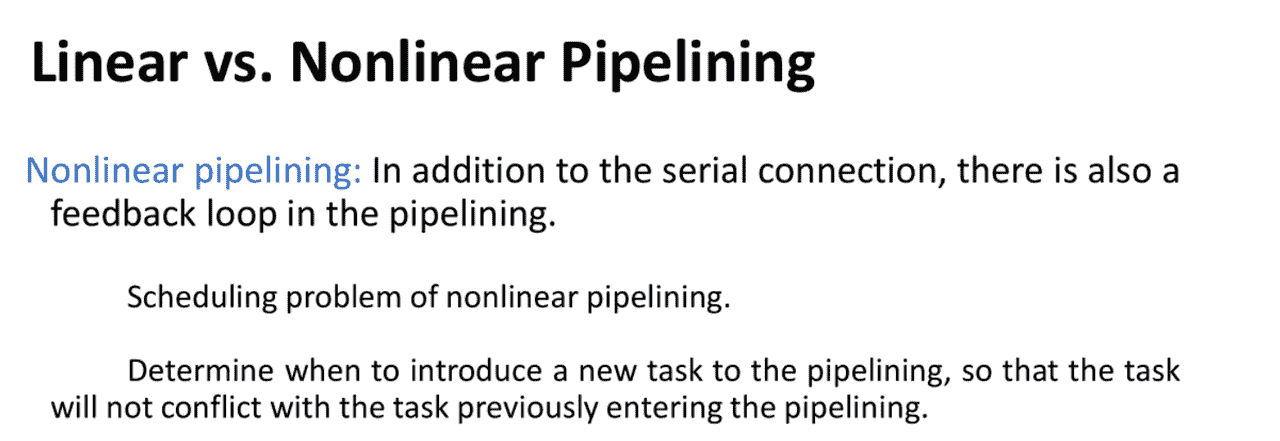 Linear vs. Nonlinear Pipelining
Nonlinear pipelining: In addition to the serial connection, there is also a
feedback loop in the pipelining.
Scheduling problem of nonlinear pipelining.
Determine when to introduce a new task to the pipelining, so that the task
will not conflict with the task previously entering the pipelining.